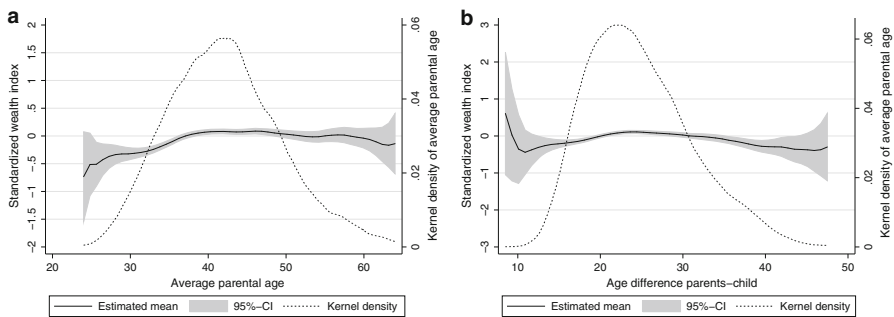 a
Standardized wealth index
2
1.5
1
.5
0
−.5
−1
−1.5
−2
.06
.04
.02
0
Kernel density of average parental age
20 30 40 50 60
Average parental age
Estimated mean 95%−CI Kernel density
b
Standardized wealth index
3
2
1
0
−1
−2
−3
.06
.04
.02
0
Kernel density of average parental age
10 20 30 40 50
Age difference parents−child
Estimated mean 95%−CI Kernel density